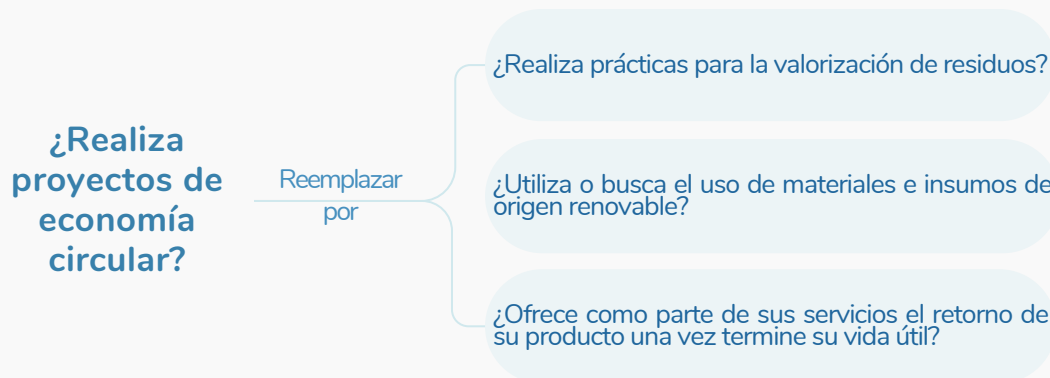 ¿Realiza
proyectos de
economía
circular?
Reemplazar
por
¿Realiza prácticas para la valorización de residuos?
¿Utiliza o busca el uso de materiales e insumos de
origen renovable?
¿Ofrece como parte de sus servicios el retorno de
su producto una vez termine su vida útil?